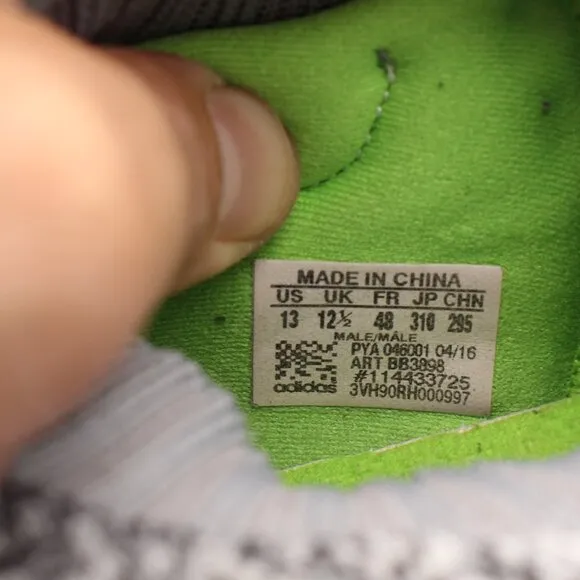 MADE IN CHINA
US UK FR JP CHN
13 12½ 48 310 295
MALE/MÂLE
PYA 046001 04/16
ART BB3898
#114433725
adidas 3VH90RH000997